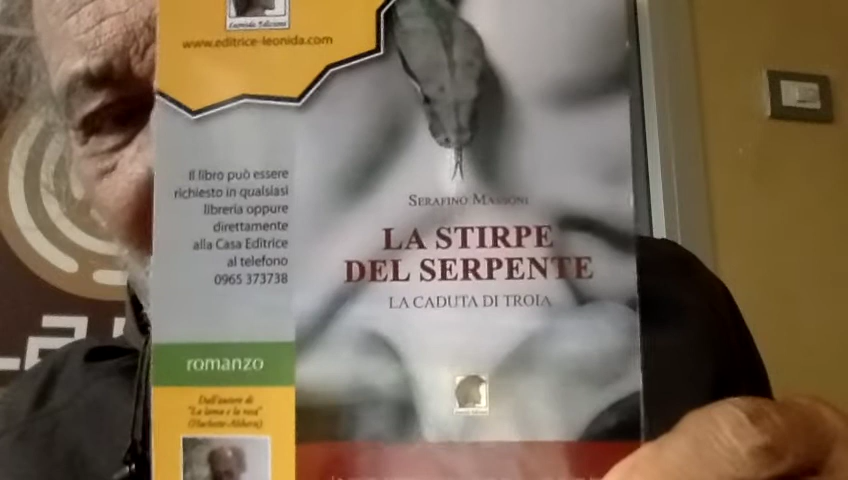 Leonida Edizioni
www.editrice-leonida.com
Il libro può essere
richiesto in qualsiasi
libreria oppure
direttamente
alla Casa Editrice
al telefono
0965 373738
romanzo
Dall'autore di
"La lama e la rosa"
SERAFINO MASSONI
LA STIRPE
DEL SERPENTE
LA CADUTA DI TROIA